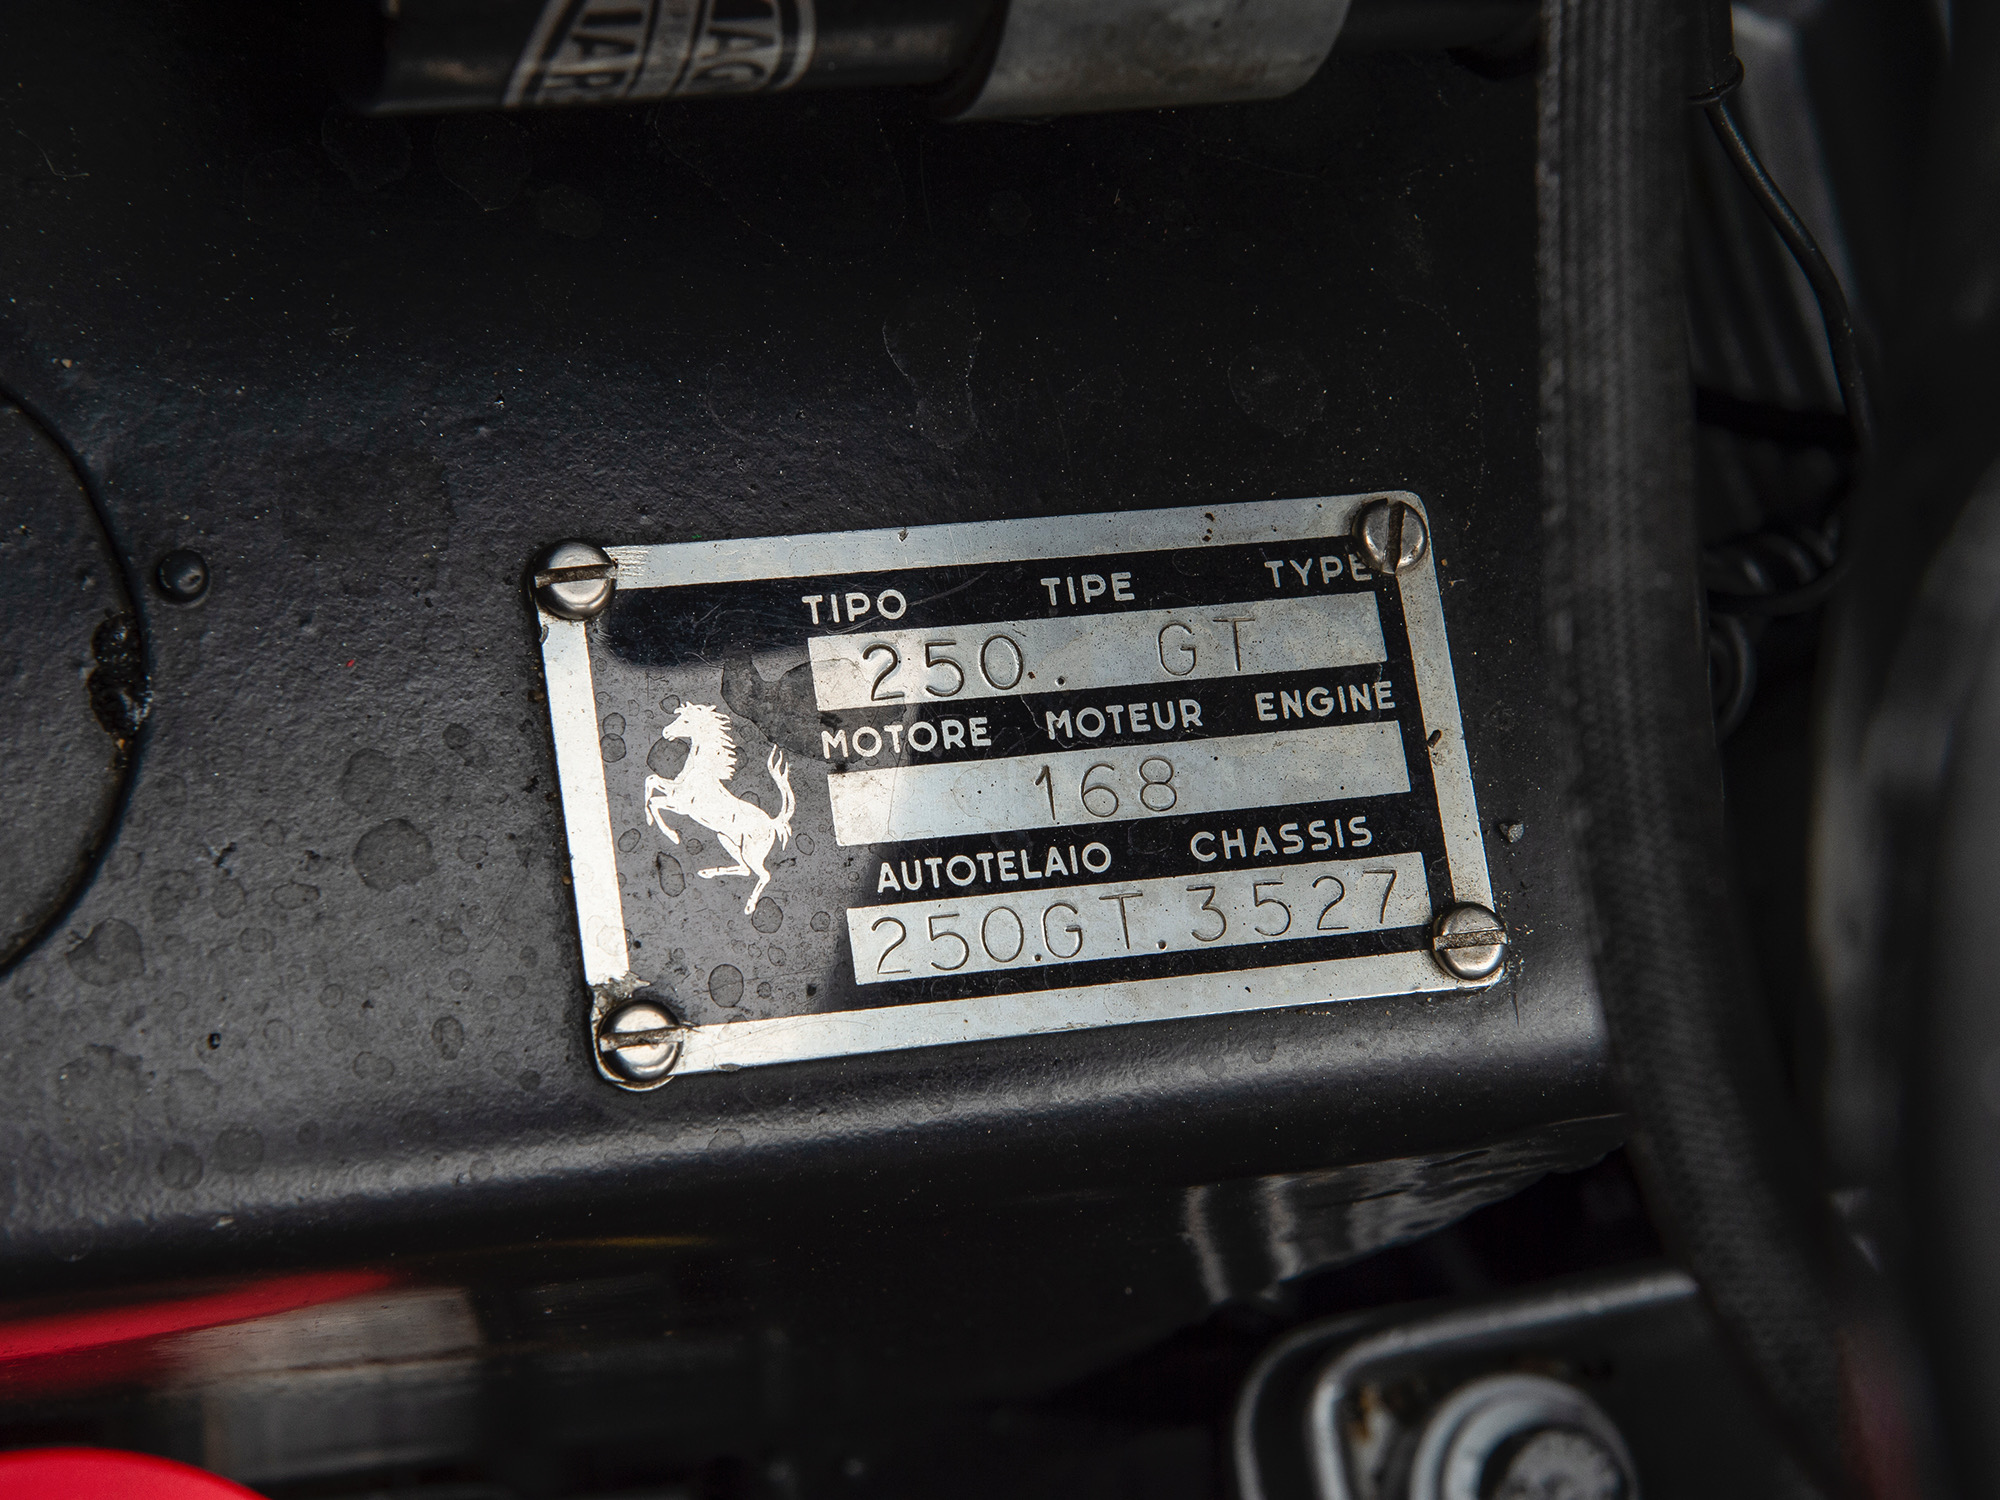 TIPO TIPE TYPE
250. GT
MOTORE MOTEUR ENGINE
168
AUTOTELAIO CHASSIS
250.GT.3527